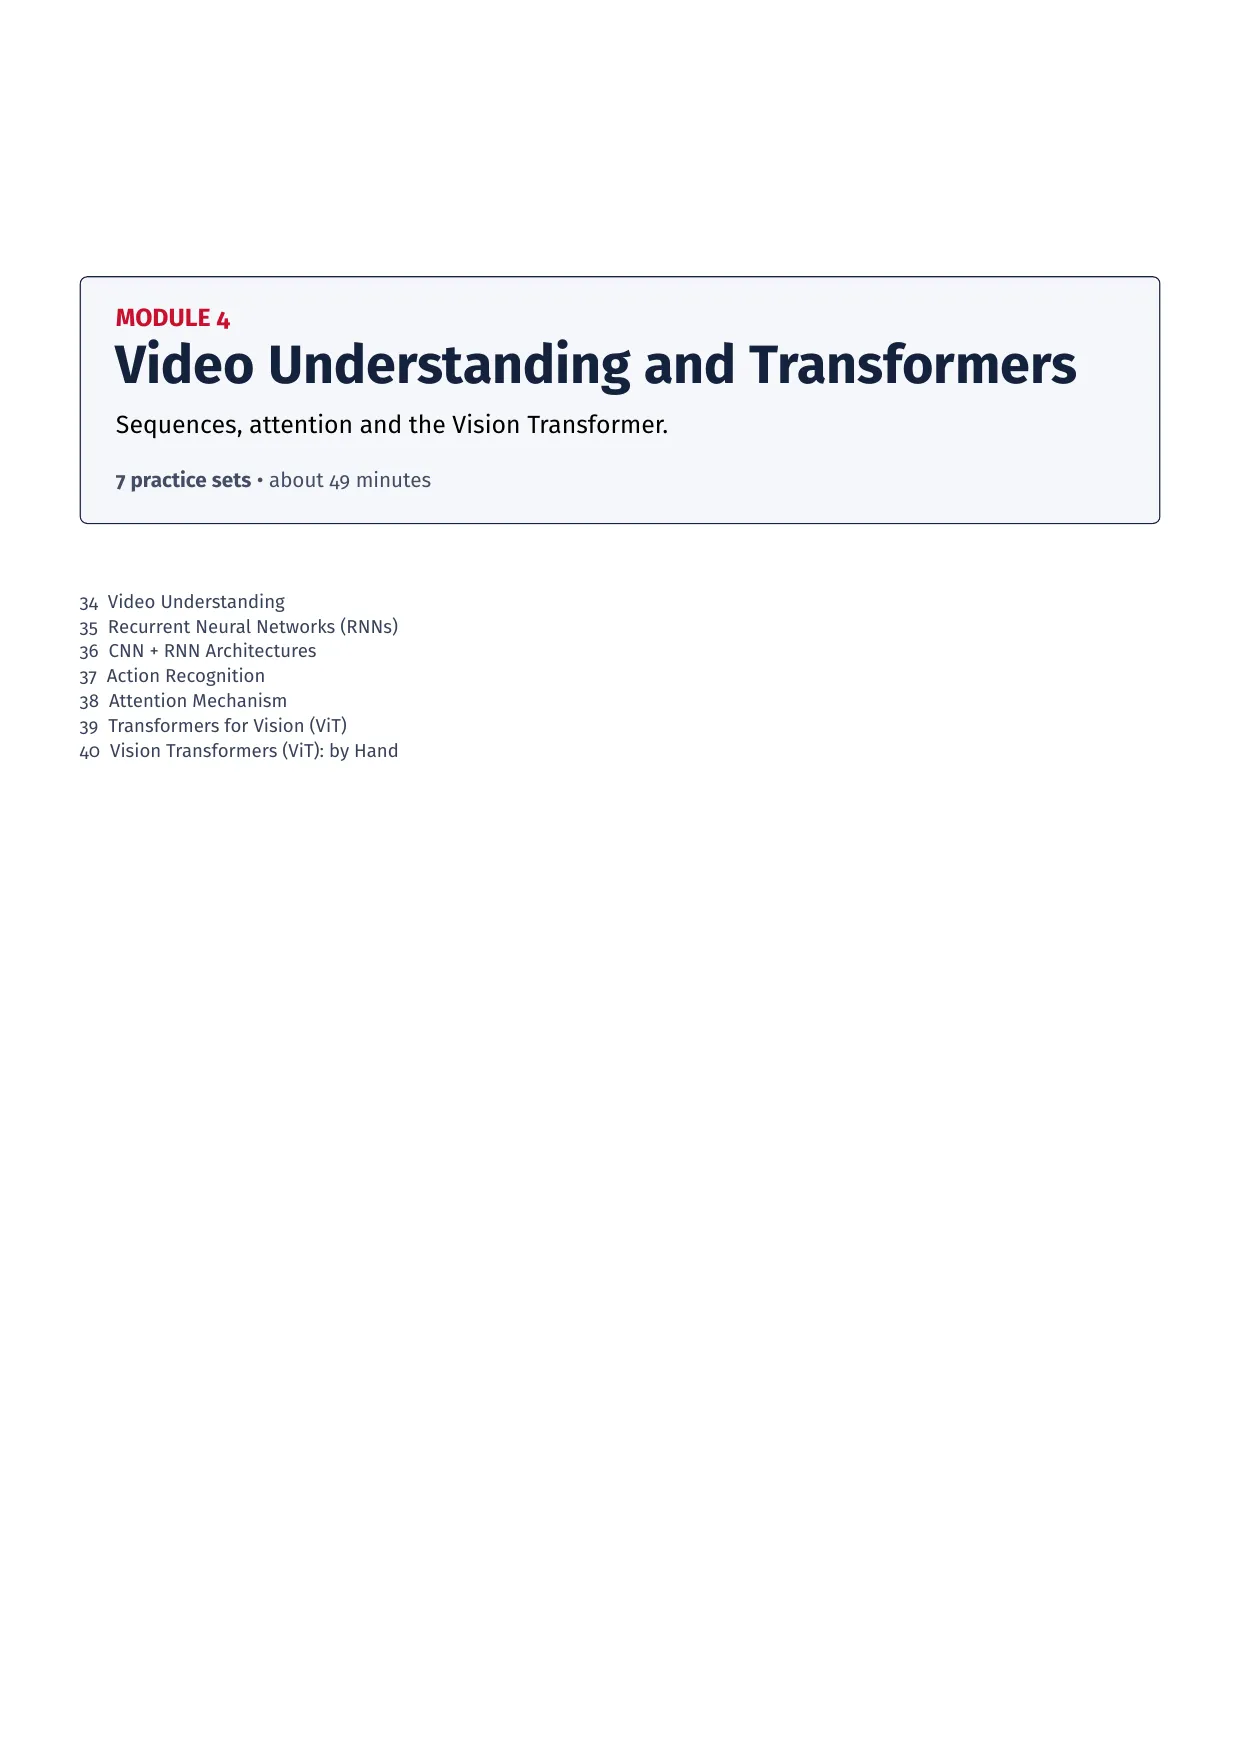 MODULE 4
Video Understanding and Transformers
Sequences, attention and the Vision Transformer.
7 practice sets • about 49 minutes
34 Video Understanding
35 Recurrent Neural Networks (RNNs)
36 CNN + RNN Architectures
37 Action Recognition
38 Attention Mechanism
39 Transformers for Vision (ViT)
40 Vision Transformers (ViT): by Hand